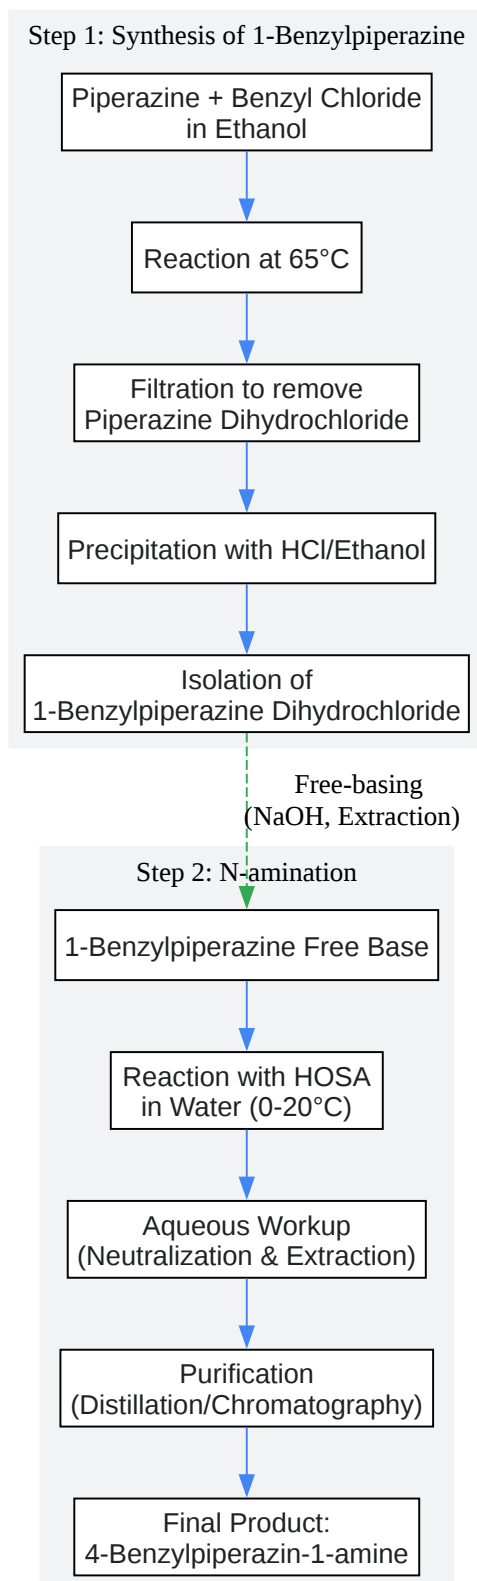 Step 1: Synthesis of 1-Benzylpiperazine
Piperazine + Benzyl Chloride
in Ethanol
Reaction at 65°C
Filtration to remove
Piperazine Dihydrochloride
Precipitation with HCl/Ethanol
Isolation of
1-Benzylpiperazine Dihydrochloride
Free-basing
(NaOH, Extraction)
Step 2: N-amination
1-Benzylpiperazine Free Base
Reaction with HOSA
in Water (0-20°C)
Aqueous Workup
(Neutralization & Extraction)
Purification
(Distillation/Chromatography)
Final Product:
4-Benzylpiperazin-1-amine